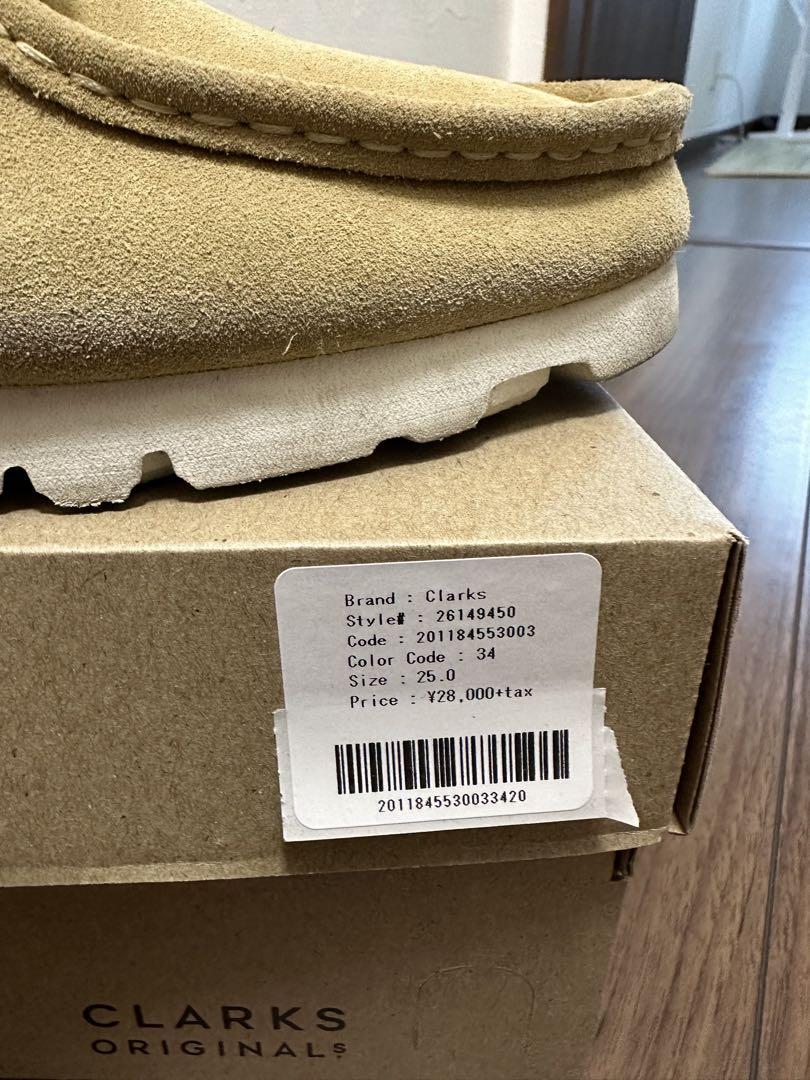 Brand : Clarks
Style# : 26149450
Code : 201184553003
Color Code : 34
Size : 25.0
Price : ¥28,000+tax
2011845530033420
CLARKS
ORIGINALS